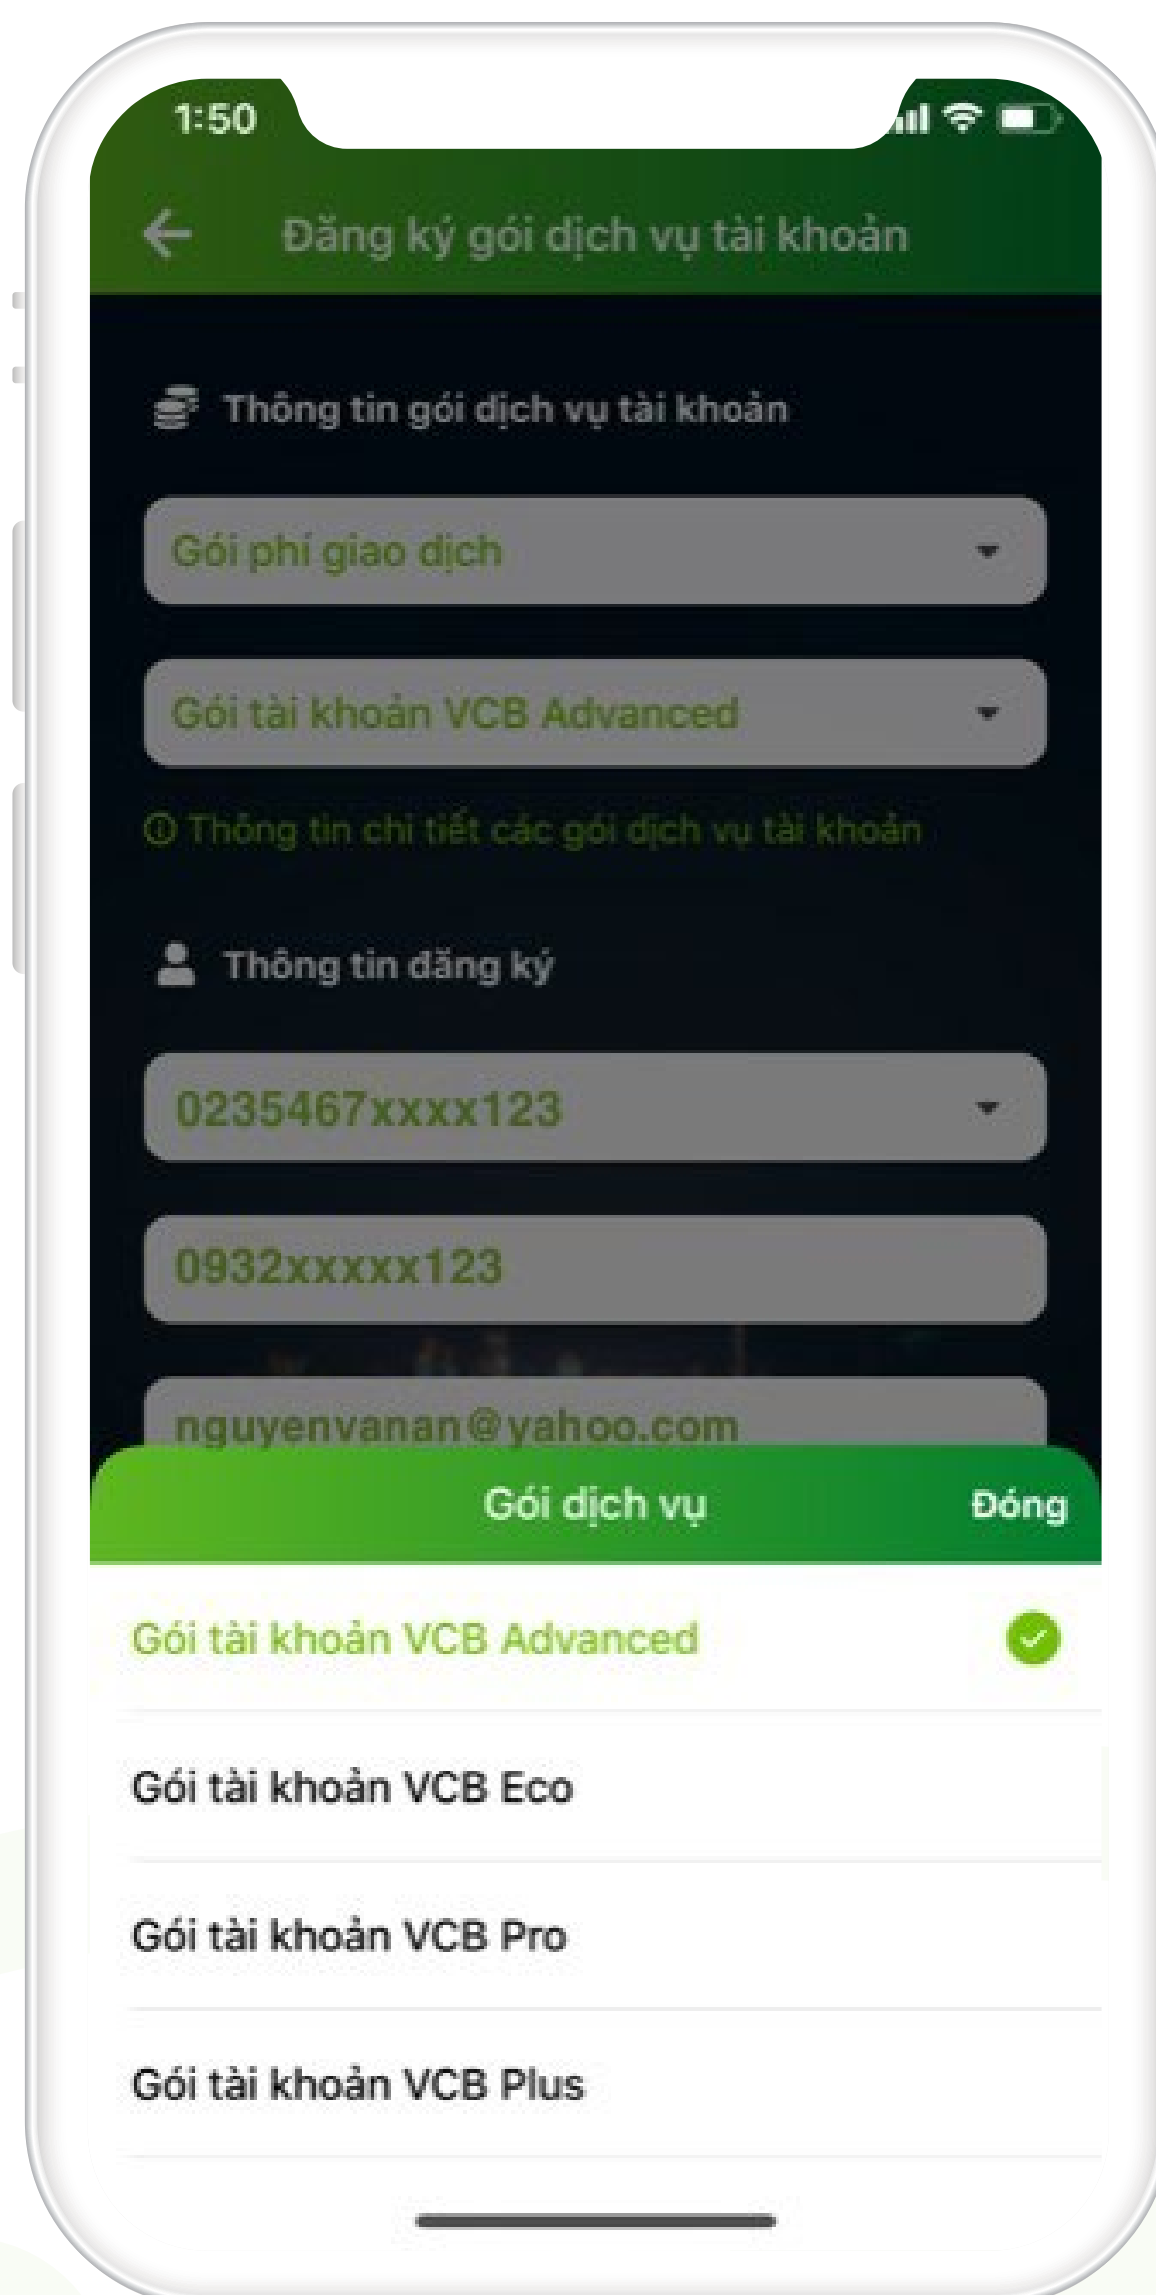 1:50
Đăng ký gói dịch vụ tài khoản
Thông tin gói dịch vụ tài khoản
Gói phí giao dịch
Gói tài khoản VCB Advanced
Thông tin chi tiết các gói dịch vụ tài khoản
Thông tin đăng ký
0235467xxxx123
0932xxxxx123
nguyenvanan@yahoo.com
Gói dịch vụ
Đóng
Gói tài khoản VCB Advanced
Gói tài khoản VCB Eco
Gói tài khoản VCB Pro
Gói tài khoản VCB Plus